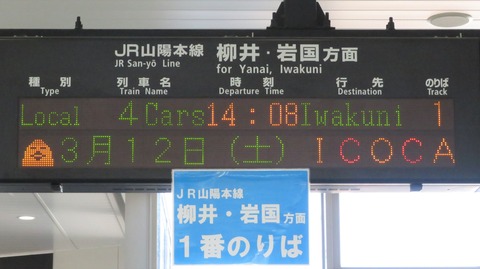 JR山陽本線 柳井・岩国方面
JR San-yō Line for Yanai, Iwakuni
種別 列車名 時刻 行先 のりば
Type Train Name Departure Time Destination Track
Local 4Cars 14:08 Iwakuni 1
3月12日(土) ICOCA
JR山陽本線
柳井・岩国方面
1番のりば